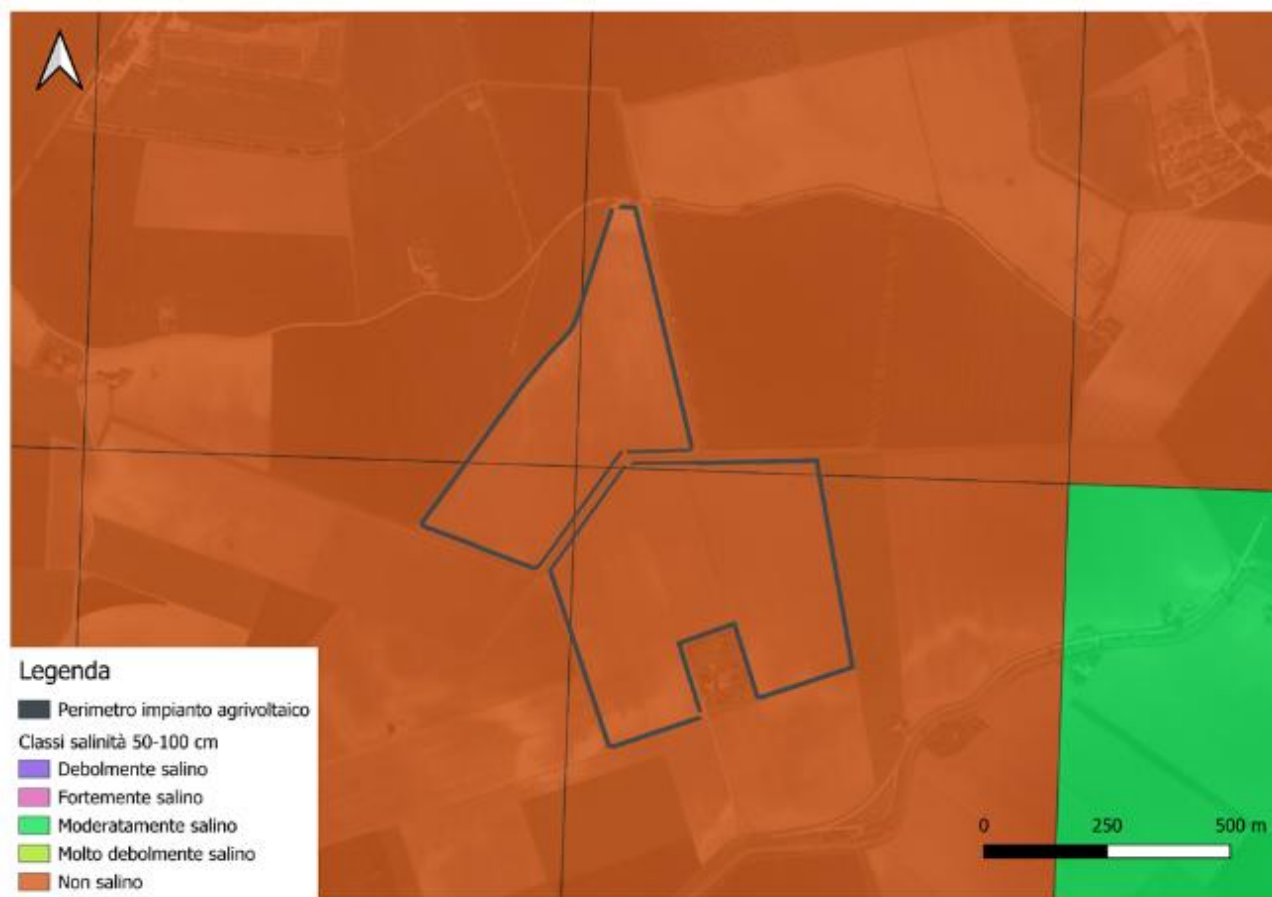 Legenda
Perimetro impianto agrivoltaico
Classi salinità 50-100 cm
Debolmente salino
Fortemente salino
Moderatamente salino
Molto debolmente salino
Non salino
0 250 500 m